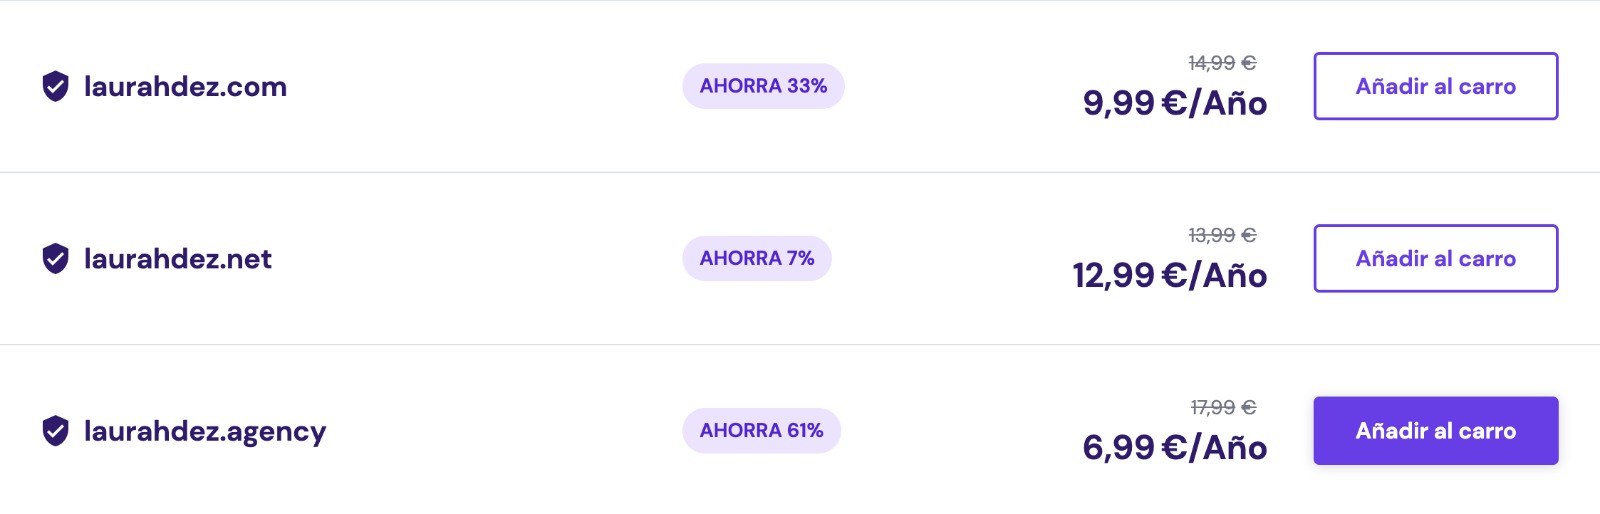 laurahdez.com
AHORRA 33%
14,99 €
9,99 €/Año
Añadir al carro
laurahdez.net
AHORRA 7%
13,99 €
12,99 €/Año
Añadir al carro
laurahdez.agency
AHORRA 61%
17,99 €
6,99 €/Año
Añadir al carro